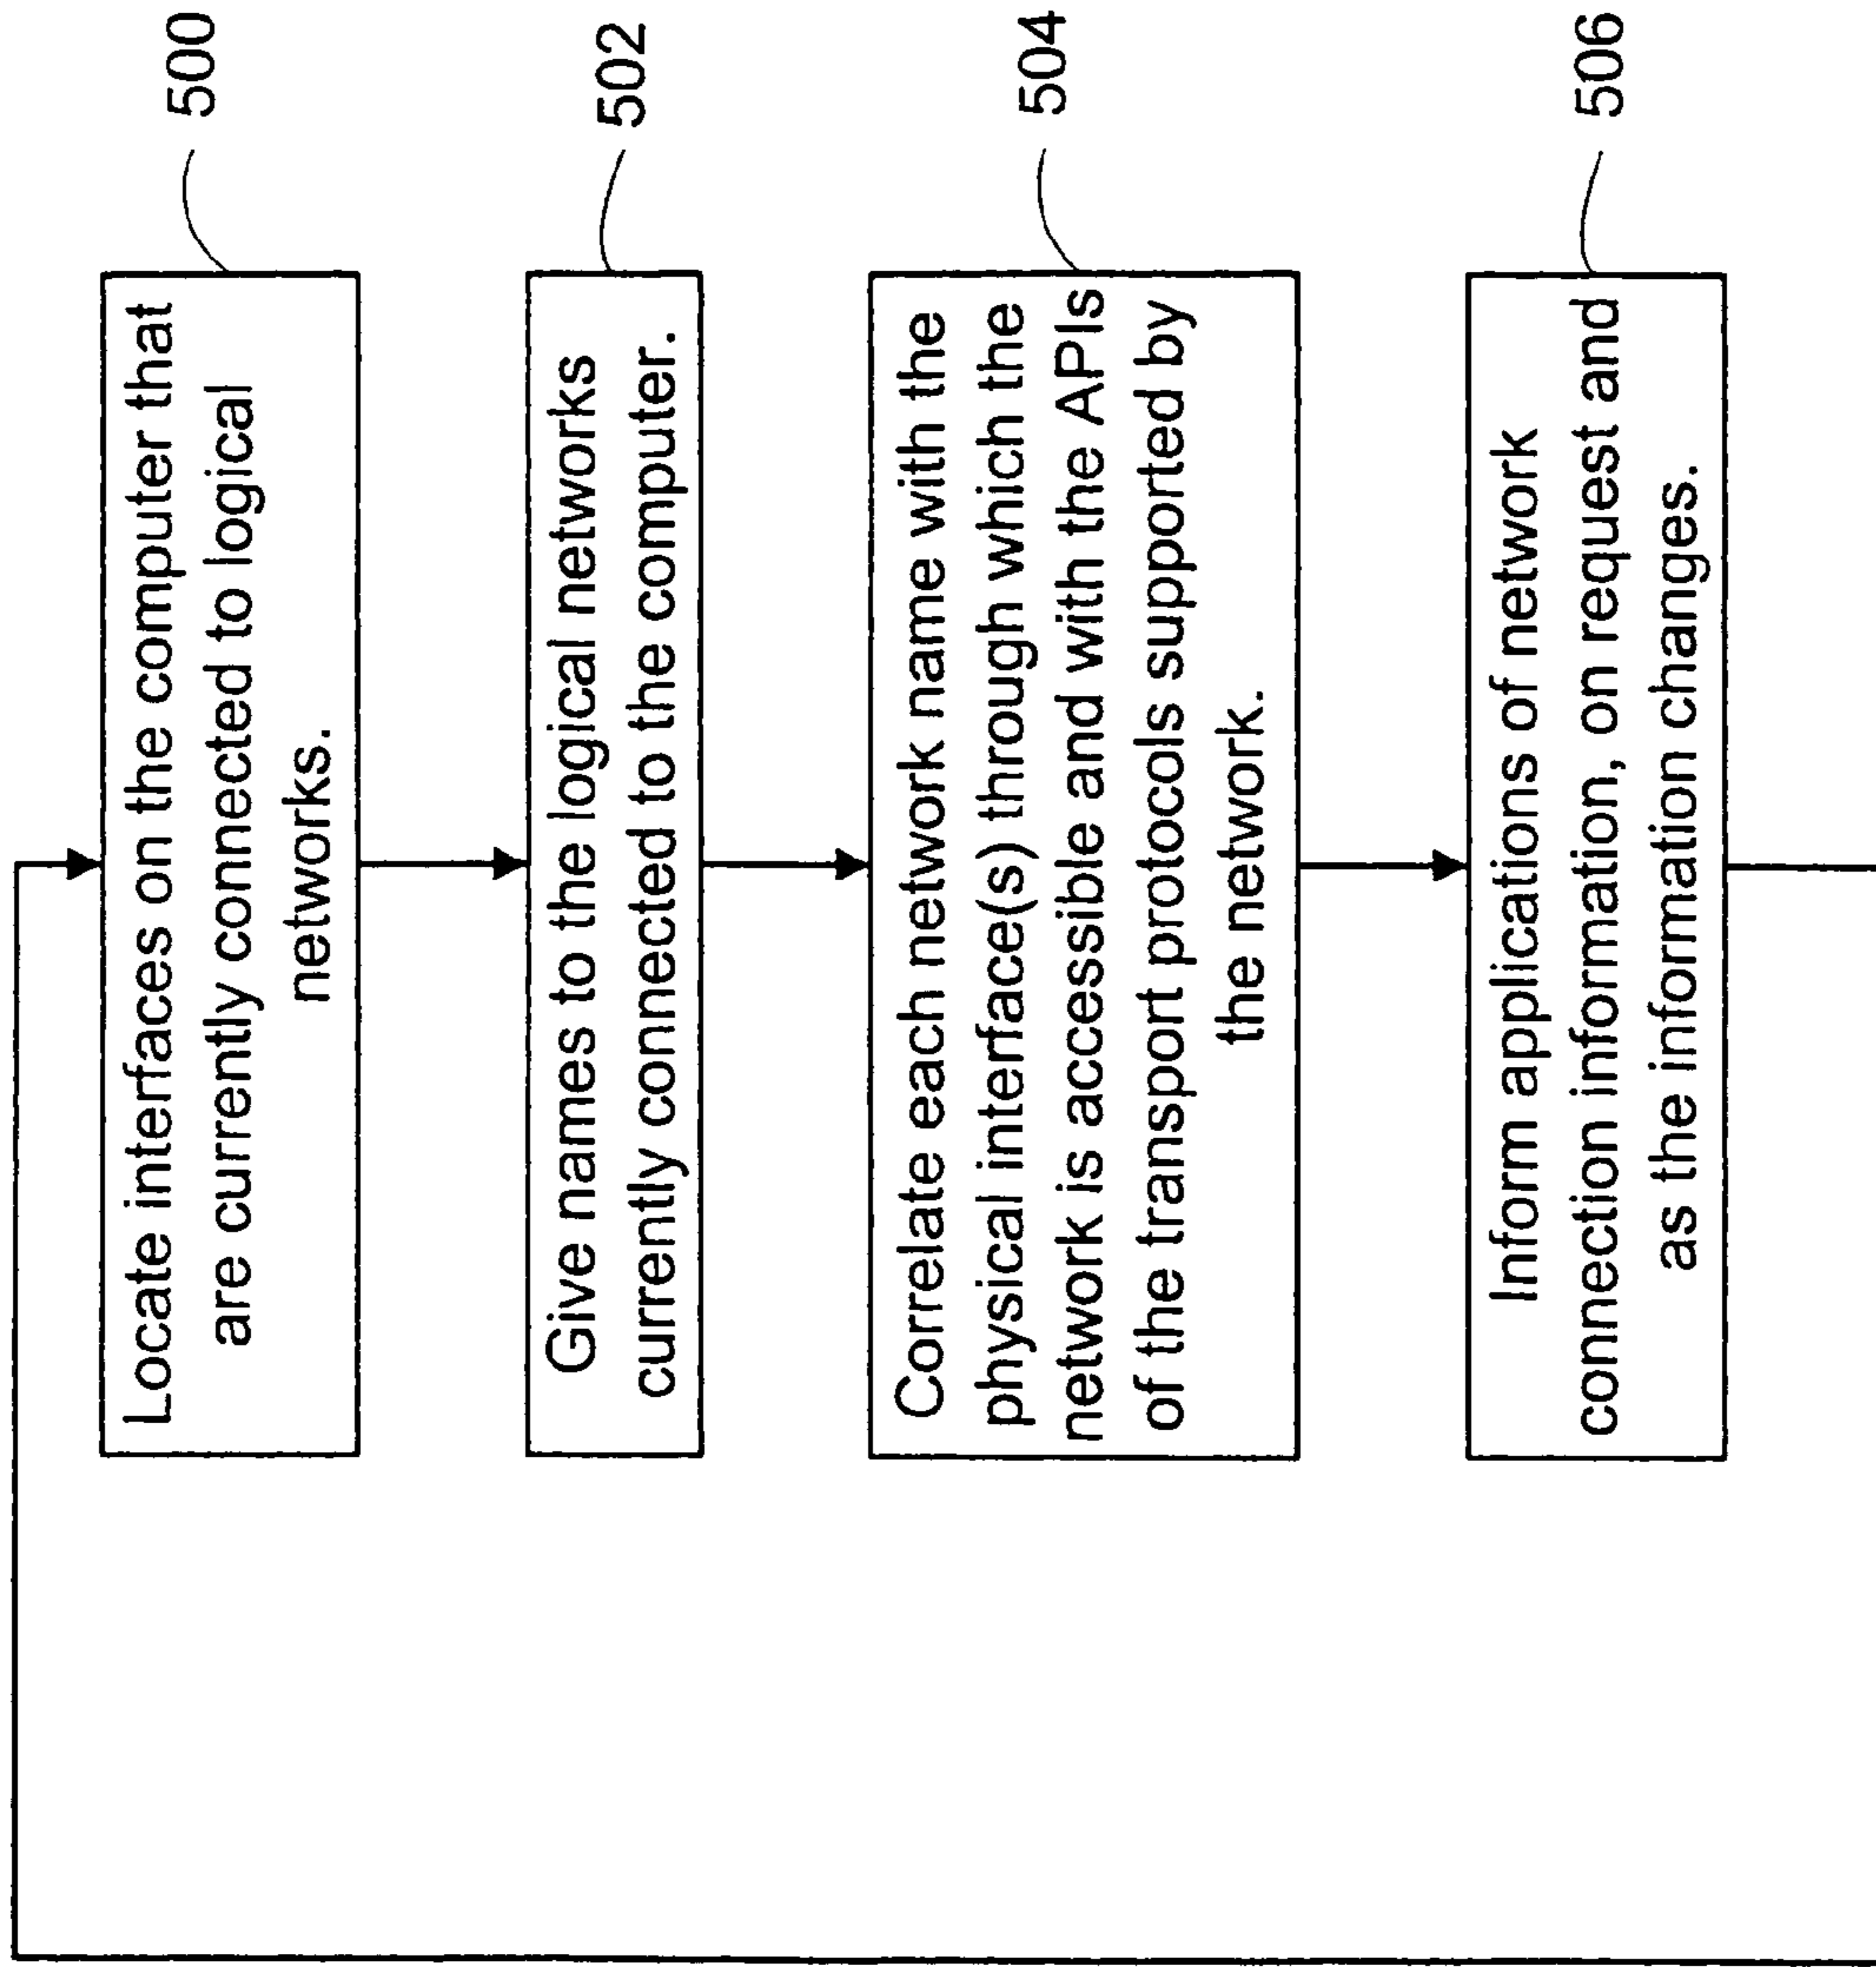 Locate interfaces on the computer that
are currently connected to logical
networks.
500
Give names to the logical networks
currently connected to the computer.
502
Correlate each network name with the
physical interface(s) through which the
network is accessible and with the APIs
of the transport protocols supported by
the network.
504
Inform applications of network
connection information, on request and
as the information changes.
506